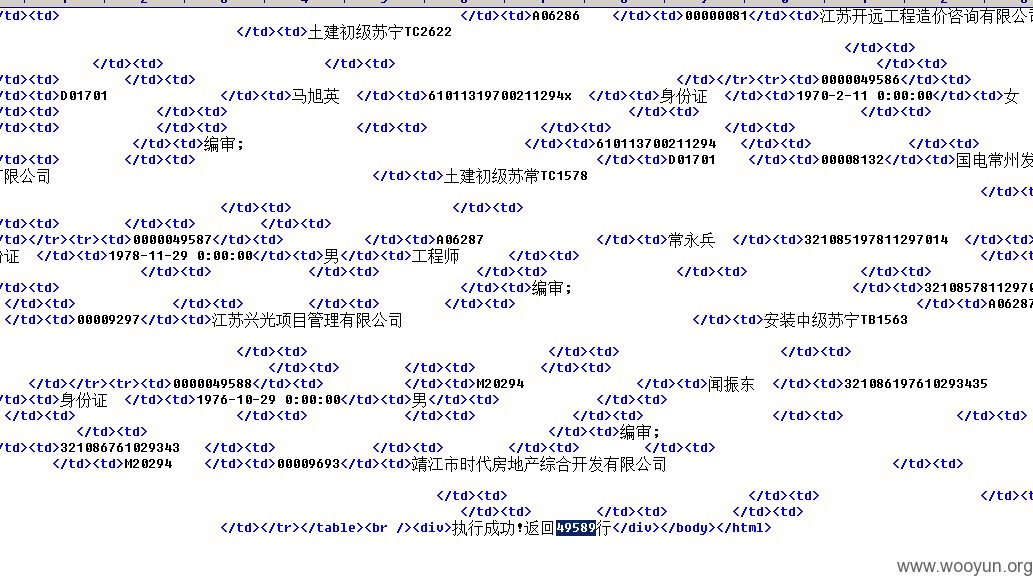 </td><td> </td><td>A06286 </td><td>00000081</td><td>江苏开远工程造价咨询有限公司
</td><td>土建初级苏宁TC2622
</td><td>
</td><td> </td><td> </td><td>
/td><td> </td><td> </td></tr><tr><td>0000049586</td><td>
/td><td>D01701 </td><td>马旭英 </td><td>61011319700211294x </td><td>身份证 </td><td>1970-2-11 0:00:00</td><td>女
</td><td> </td><td> </td><td> </td><td>
</td><td> </td><td> </td><td> </td><td> </td><td>
</td><td>编审; </td><td>610113700211294 </td><td> </td><td>
/td><td> </td><td> </td><td>D01701 </td><td>00008132</td><td>国电常州发
限公司 </td><td>土建初级苏常TC1578
</td><td
</td><td> </td><td>
/td><td> </td><td> </td><td>
/td></tr><tr><td>0000049587</td><td> </td><td>A06287 </td><td>常永兵 </td><td>321085197811297014 </td><td>
份证 </td><td>1978-11-29 0:00:00</td><td>男</td><td>工程师 </td><td> </td><td
</td><td> </td><td> </td><td> </td><td> </td><td>
/td><td> </td><td>编审; </td><td>3210857811297
</td><td> </td><td> </td><td> </td><td> </td><td>A06287
</td><td>00009297</td><td>江苏兴光项目管理有限公司 </td><td>安装中级苏宁TB1563
</td><td> </td><td> </td><td>
</td><td> </td><td> </td><td>
</td></tr><tr><td>0000049588</td><td> </td><td>M20294 </td><td>闻振东 </td><td>321086197610293435
/td><td>身份证 </td><td>1976-10-29 0:00:00</td><td>男</td><td> </td><td>
</td><td> </td><td> </td><td> </td><td> </td><td> </td><td>
</td><td> </td><td>编审;
/td><td>321086761029343 </td><td> </td><td> </td><td> </td><td>
</td><td>M20294 </td><td>00009693</td><td>靖江市时代房地产综合开发有限公司 </td><td>
</td><td> </td><td> </td><td
</td><td> </td><td> </td><td>
</td></tr></table><br /><div>执行成功!返回49589行</div></body></html>
www.wooyun.org